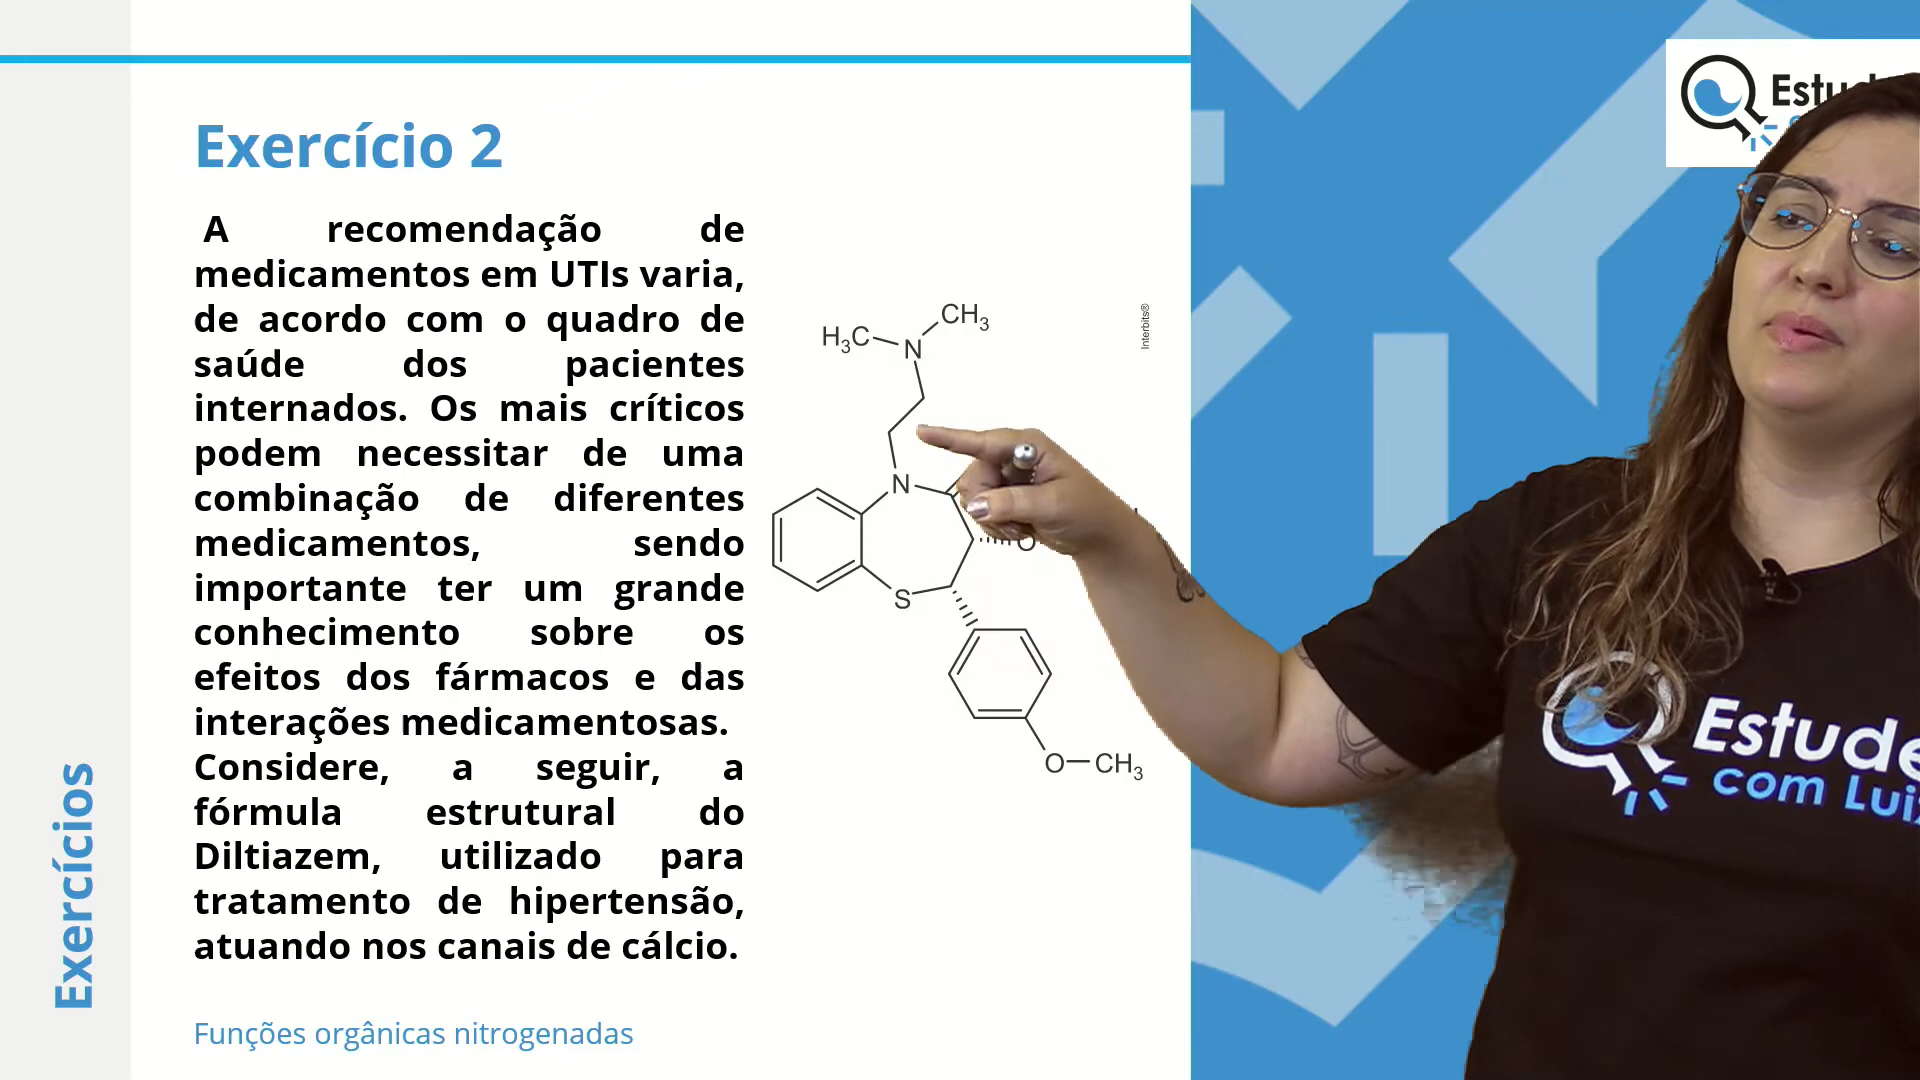 Exercício 2
A recomendação de
medicamentos em UTIs varia,
de acordo com o quadro de
saúde dos pacientes
internados. Os mais críticos
podem necessitar de uma
combinação de diferentes
medicamentos, sendo
importante ter um grande
conhecimento sobre os
efeitos dos fármacos e das
interações medicamentosas.
Considere, a seguir, a
fórmula estrutural do
Diltiazem, utilizado para
tratamento de hipertensão,
atuando nos canais de cálcio.
Funções orgânicas nitrogenadas
Exercícios
H₃C
CH₃
N
N
O
S
O—CH₃
Interbits®
Estude
com